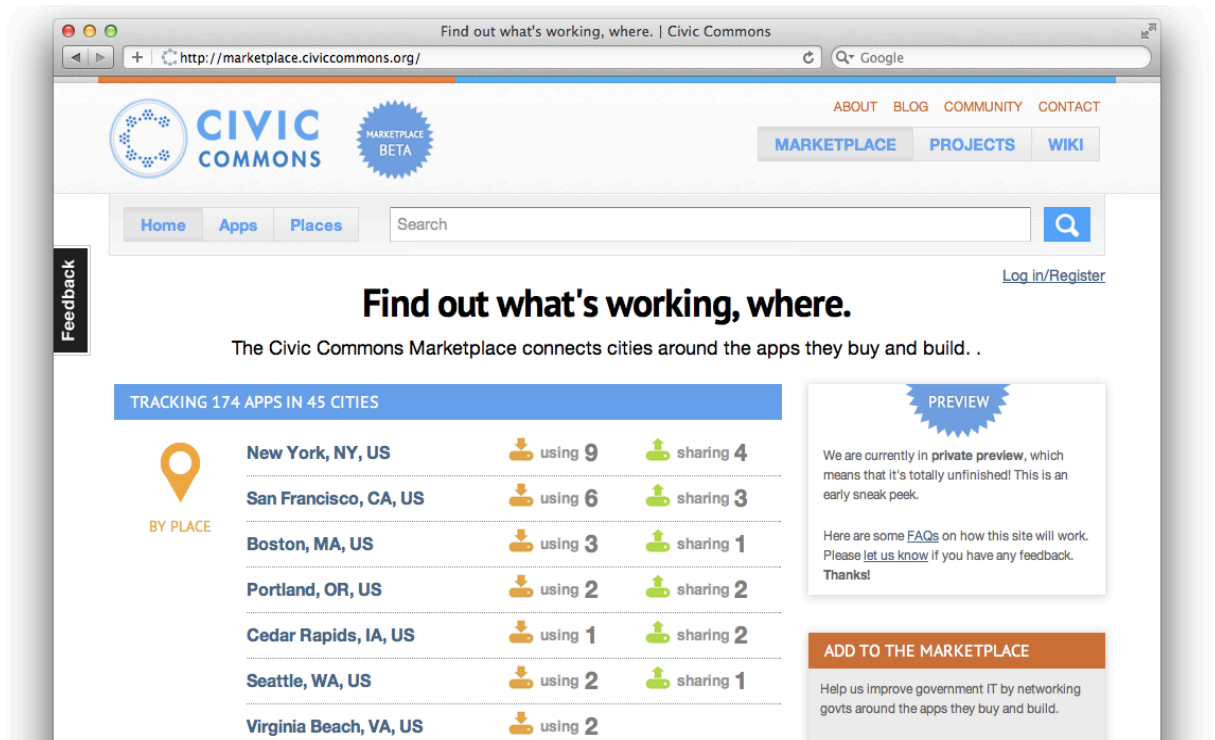 Find out what's working, where. | Civic Commons
http://marketplace.civiccommons.org/
Google
ABOUT BLOG COMMUNITY CONTACT
CIVIC
COMMONS
MARKETPLACE
BETA
MARKETPLACE PROJECTS WIKI
Home Apps Places Search
Feedback
Log in/Register
Find out what's working, where.
The Civic Commons Marketplace connects cities around the apps they buy and build. .
TRACKING 174 APPS IN 45 CITIES
BY PLACE
New York, NY, US using 9 sharing 4
San Francisco, CA, US using 6 sharing 3
Boston, MA, US using 3 sharing 1
Portland, OR, US using 2 sharing 2
Cedar Rapids, IA, US using 1 sharing 2
Seattle, WA, US using 2 sharing 1
Virginia Beach, VA, US using 2
PREVIEW
We are currently in private preview, which
means that it's totally unfinished! This is an
early sneak peek.
Here are some FAQs on how this site will work.
Please let us know if you have any feedback.
Thanks!
ADD TO THE MARKETPLACE
Help us improve government IT by networking
govts around the apps they buy and build.